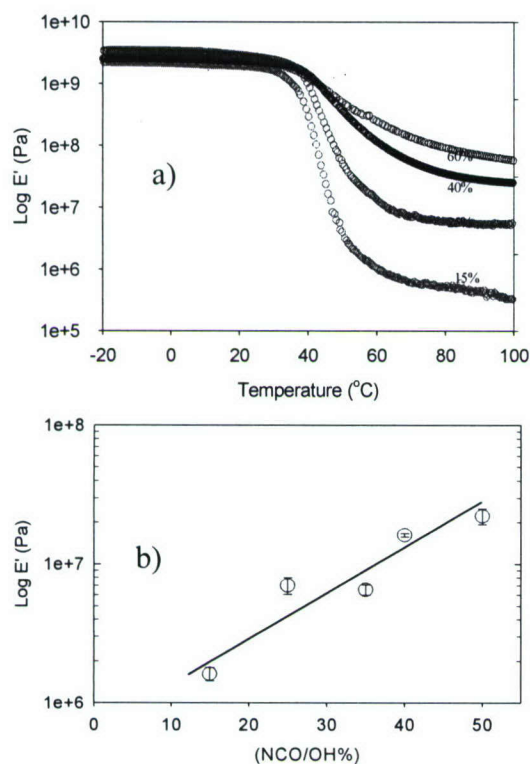 1e+10
1e+9
1e+8
1e+7
1e+6
1e+5
Log E' (Pa)
a)
60%
40%
15%
-20 0 20 40 60 80 100
Temperature (°C)
1e+8
1e+7
1e+6
Log E' (Pa)
b)
0 10 20 30 40 50
(NCO/OH%)